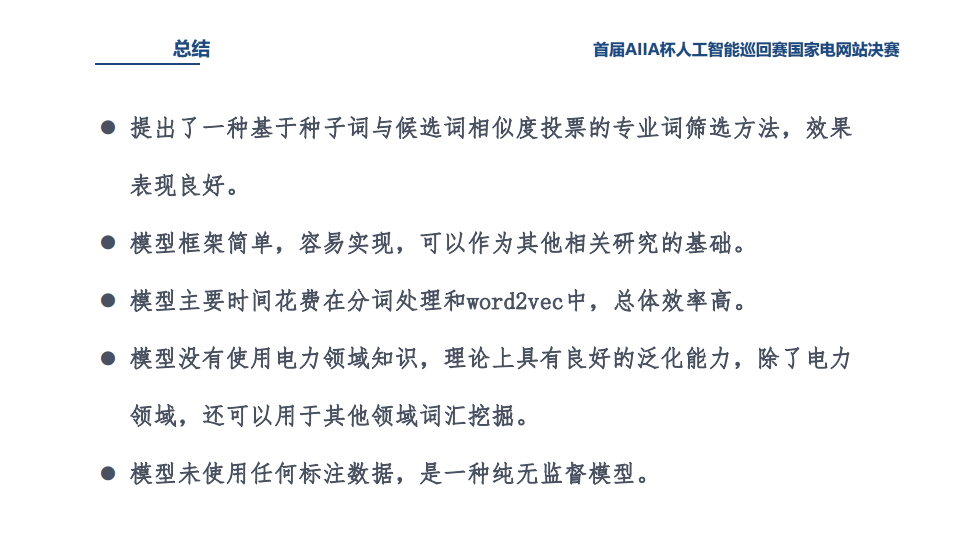 总结
首届AIIA杯人工智能巡回赛国家电网站决赛
● 提出了一种基于种子词与候选词相似度投票的专业词筛选方法，效果
表现良好。
● 模型框架简单，容易实现，可以作为其他相关研究的基础。
● 模型主要时间花费在分词处理和word2vec中，总体效率高。
● 模型没有使用电力领域知识，理论上具有良好的泛化能力，除了电力
领域，还可以用于其他领域词汇挖掘。
● 模型未使用任何标注数据，是一种纯无监督模型。